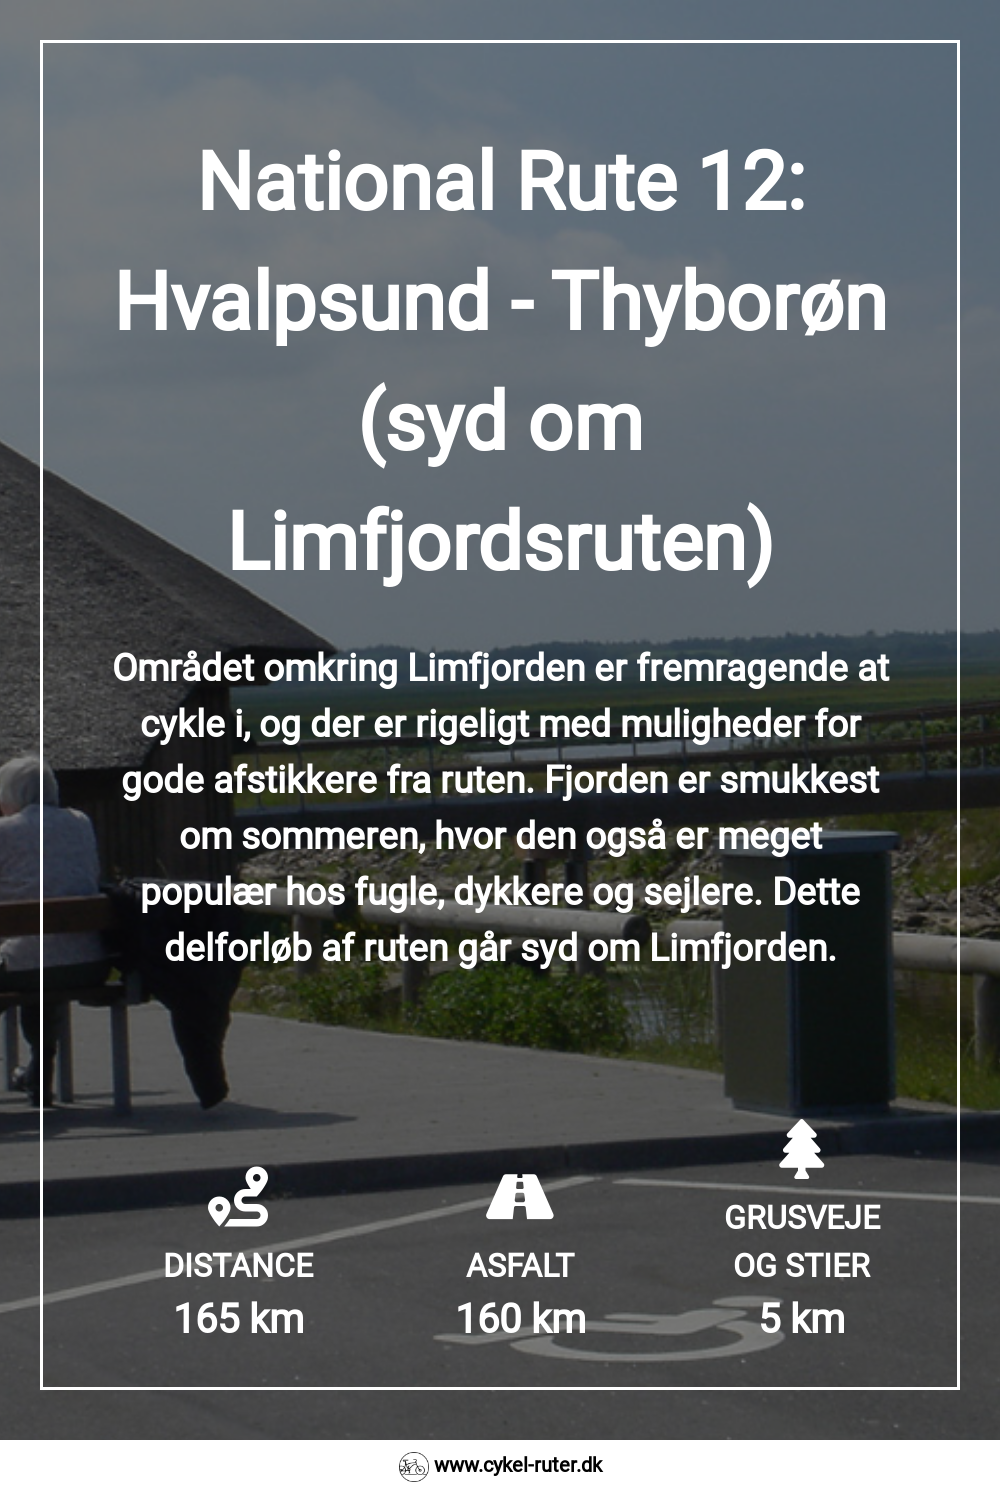 National Rute 12:
Hvalpsund - Thyborøn
(syd om
Limfjordsruten)
Området omkring Limfjorden er fremragende at
cykle i, og der er rigeligt med muligheder for
gode afstikkere fra ruten. Fjorden er smukkest
om sommeren, hvor den også er meget
populær hos fugle, dykkere og sejlere. Dette
delforløb af ruten går syd om Limfjorden.
DISTANCE
165 km
ASFALT
160 km
GRUSVEJE
OG STIER
5 km
www.cykel-ruter.dk